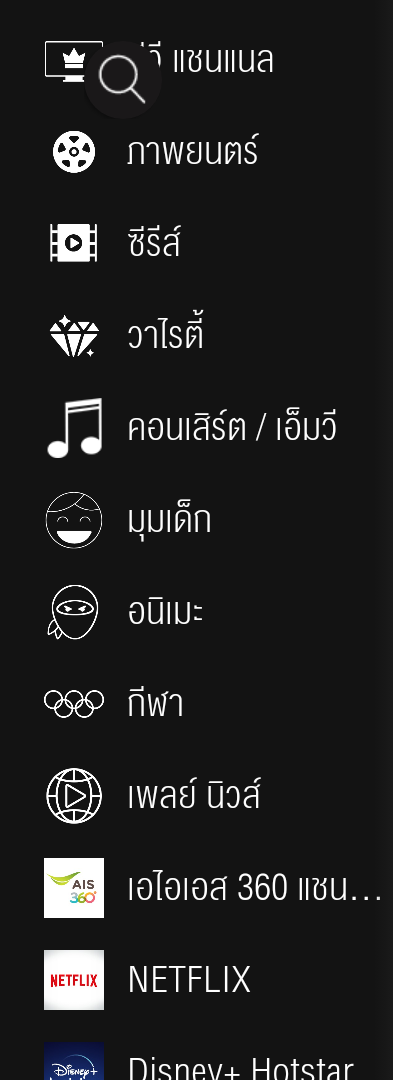 แชนแนล
ภาพยนตร์
ซีรีส์
วาไรตี้
คอนเสิร์ต / เอ็มวี
มุมเด็ก
อนิเมะ
กีฬา
เพลย์ นิวส์
AIS
360°
เอไอเอส 360 แชน...
NETFLIX
NETFLIX
Disney+
Disney+ Hotstar